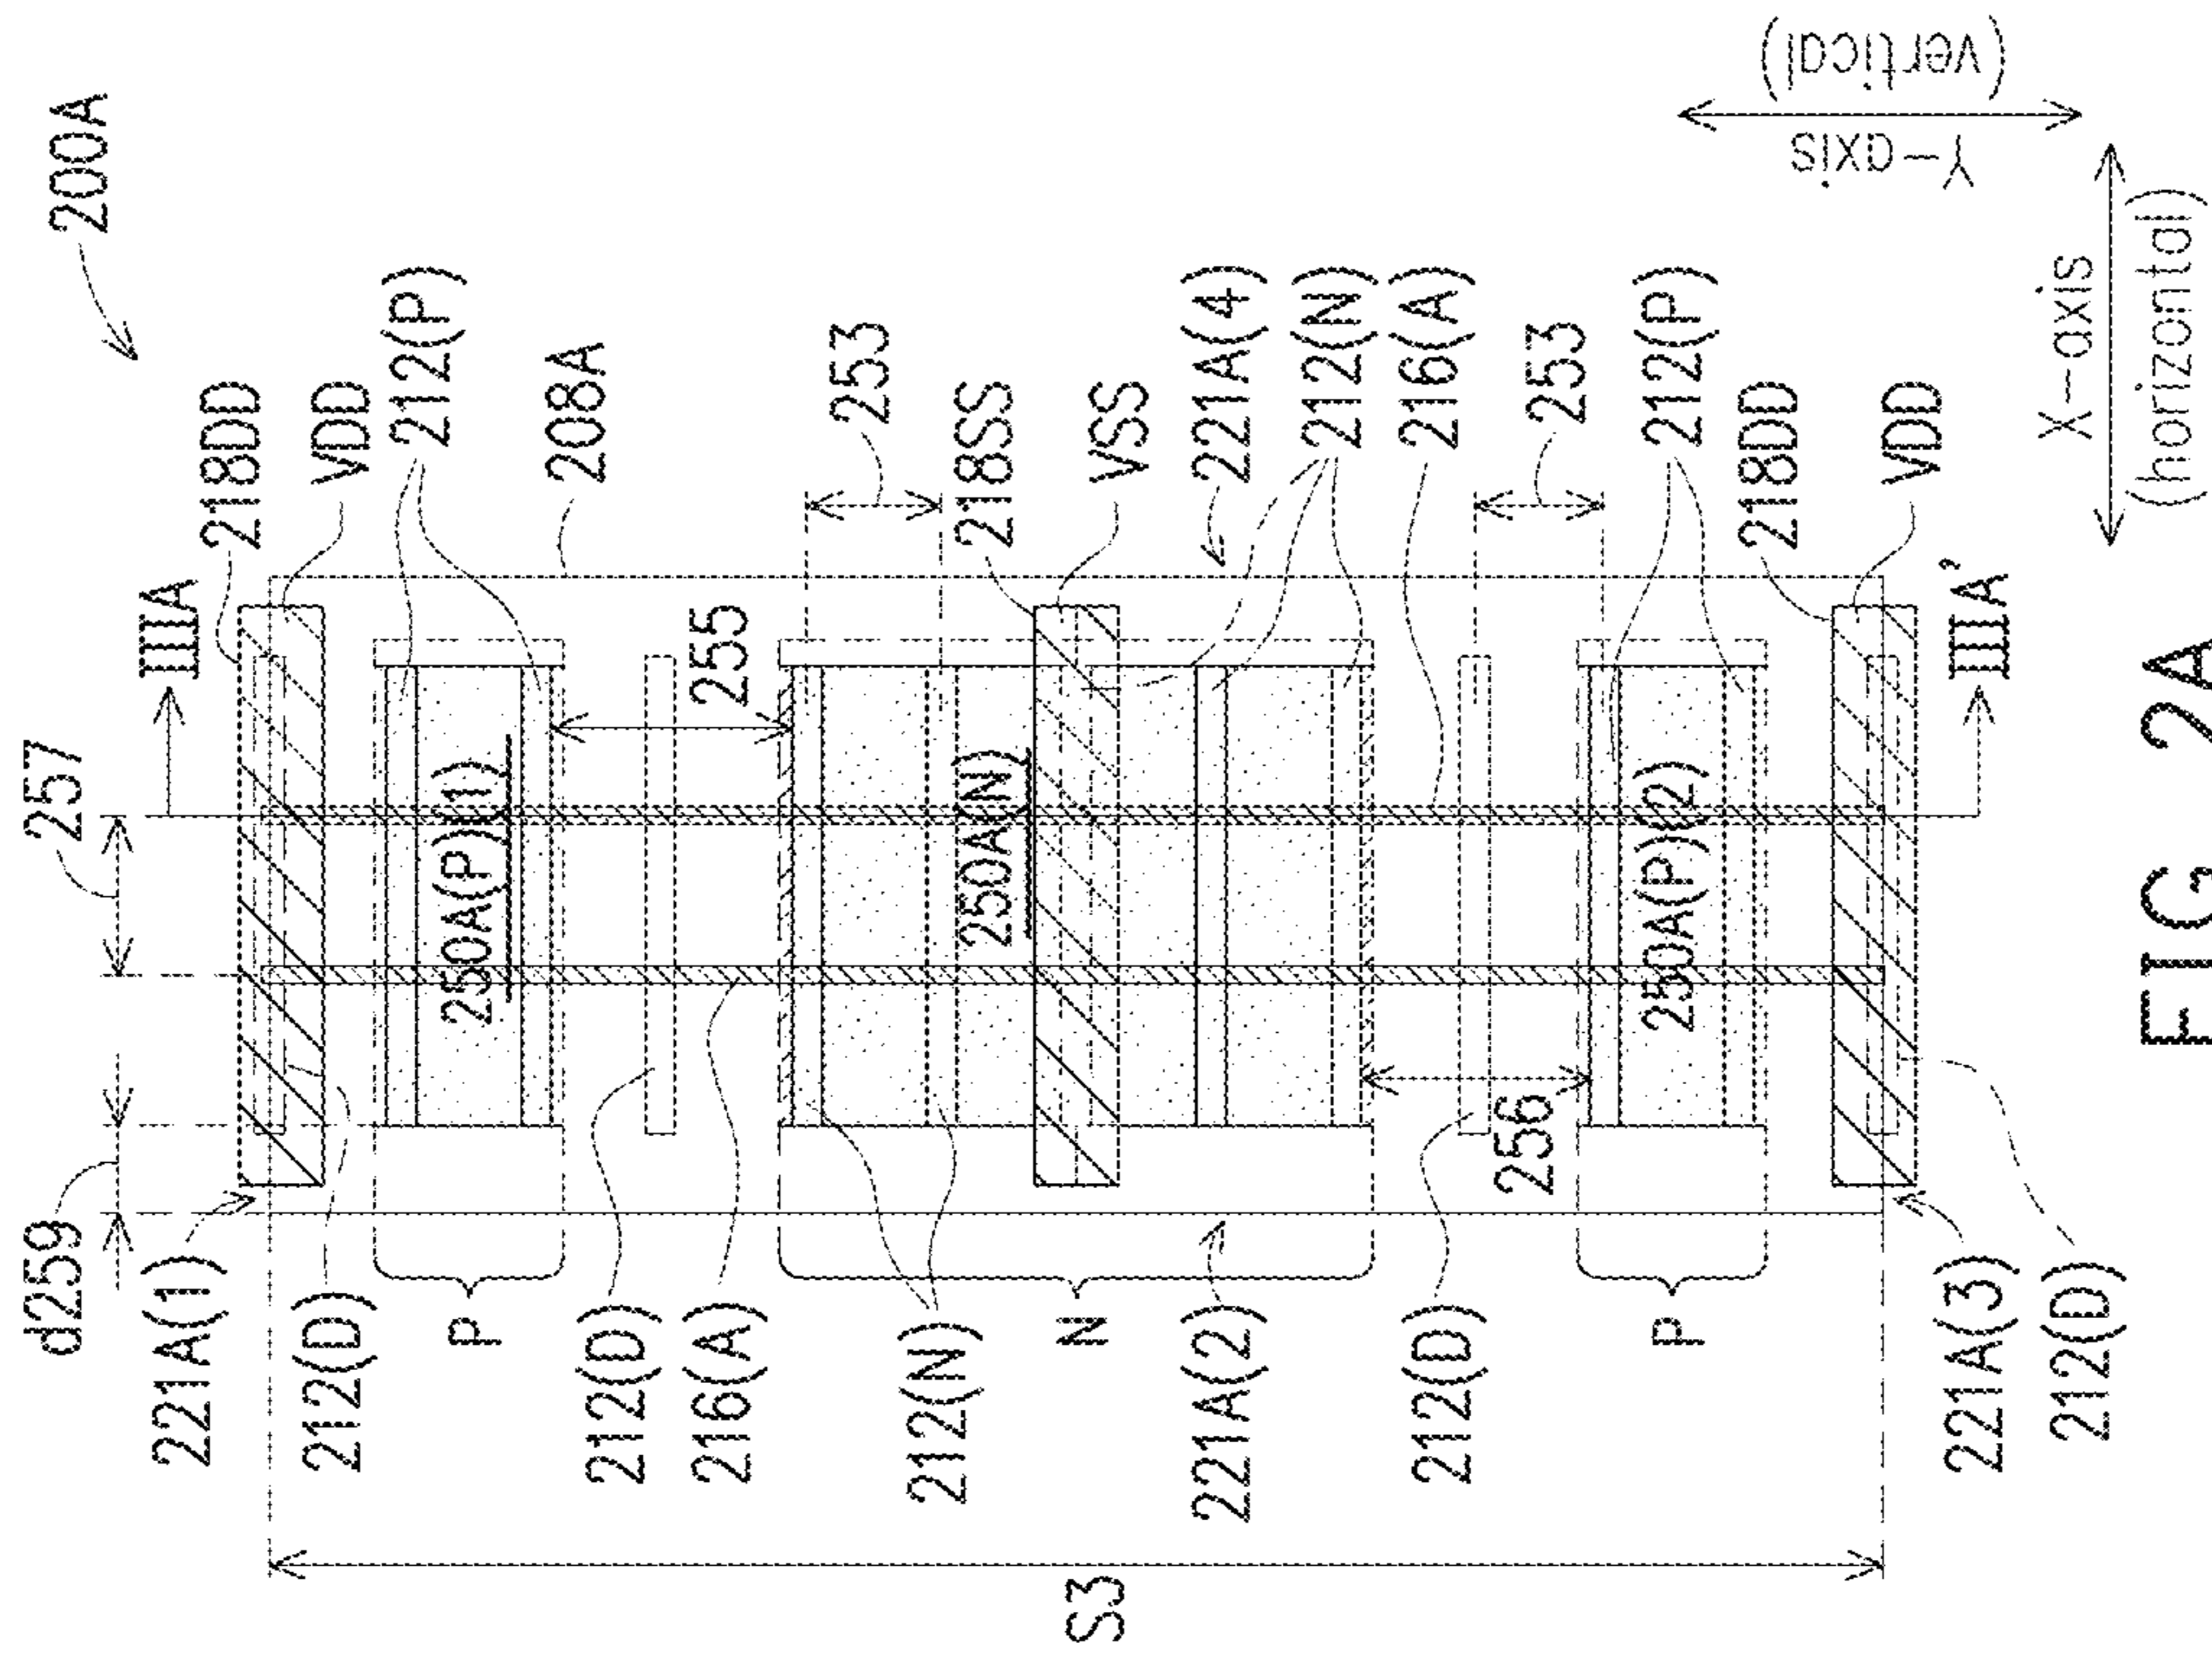 200A
257
d259
IIIA
221A(1)
218DD
VDD
212(P)
212(D)
208A
P
250A(P)(1)
212(D)
216(A)
255
253
212(N)
250A(N)
218SS
VSS
N
221A(4)
212(N)
221A(2)
216(A)
212(D)
256
253
P
250A(P)(2)
212(P)
218DD
VDD
221A(3)
212(D)
IIIA'
S3
Y-axis
(vertical)
X-axis
(horizontal)
FIG. 2A